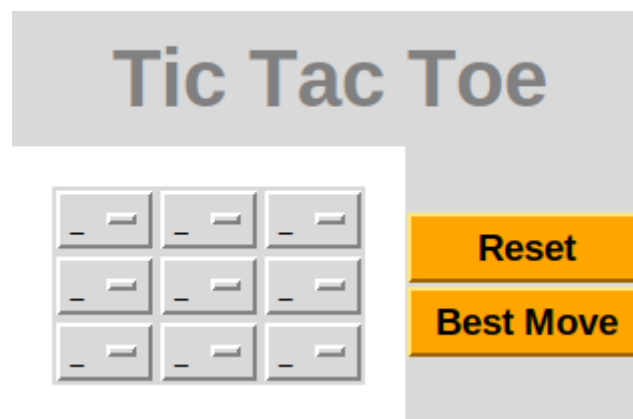 Tic Tac Toe
_ _ _
Reset
_ _ _
Best Move
_ _ _